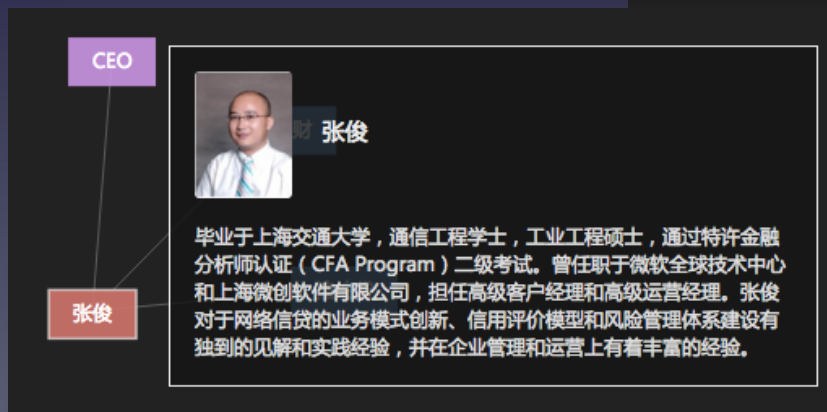 CEO
财 张俊
毕业于上海交通大学，通信工程学士，工业工程硕士，通过特许金融
分析师认证（CFA Program）二级考试。曾任职于微软全球技术中心
和上海微创软件有限公司，担任高级客户经理和高级运营经理。张俊
张俊
对于网络信贷的业务模式创新、信用评价模型和风险管理体系建设有
独到的见解和实践经验，并在企业管理和运营上有着丰富的经验。